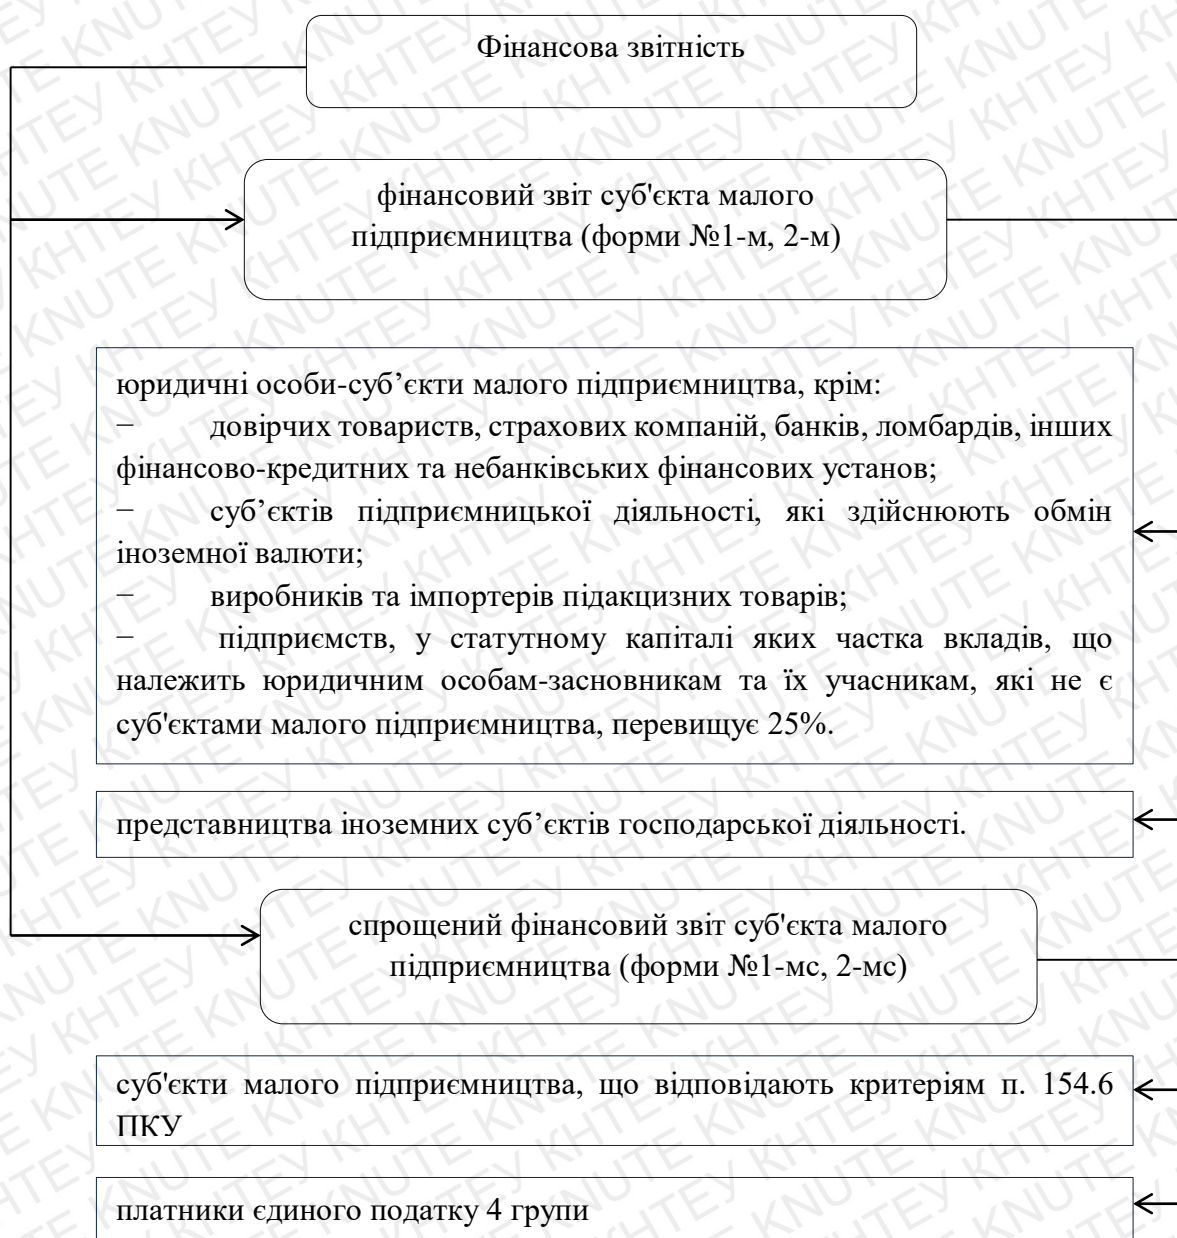 Фінансова звітність
фінансовий звіт суб'єкта малого
підприємництва (форми №1-м, 2-м)
юридичні особи-суб’єкти малого підприємництва, крім:
− довірчих товариств, страхових компаній, банків, ломбардів, інших
фінансово-кредитних та небанківських фінансових установ;
− суб’єктів підприємницької діяльності, які здійснюють обмін
іноземної валюти;
− виробників та імпортерів підакцизних товарів;
− підприємств, у статутному капіталі яких частка вкладів, що
належить юридичним особам-засновникам та їх учасникам, які не є
суб'єктами малого підприємництва, перевищує 25%.
представництва іноземних суб’єктів господарської діяльності.
спрощений фінансовий звіт суб'єкта малого
підприємництва (форми №1-мс, 2-мс)
суб'єкти малого підприємництва, що відповідають критеріям п. 154.6
ПКУ
платники єдиного податку 4 групи